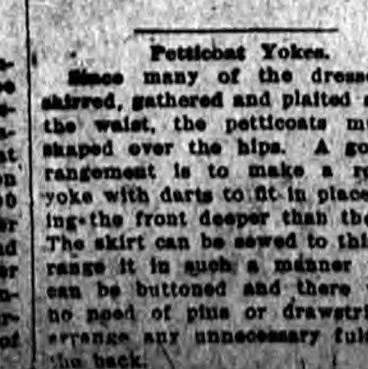 Petticoat Yokes.
Since many of the dresse
shirred, gathered and plaited a
the waist, the petticoats m
shaped over the hips. A go
rangement is to make a ro
yoke with darts to fit in place
ing the front deeper than the
The skirt can be sewed to thi
range it in such a manner
can be buttoned and there
no need of pins or drawstri
arrange any unnecessary ful
the back.